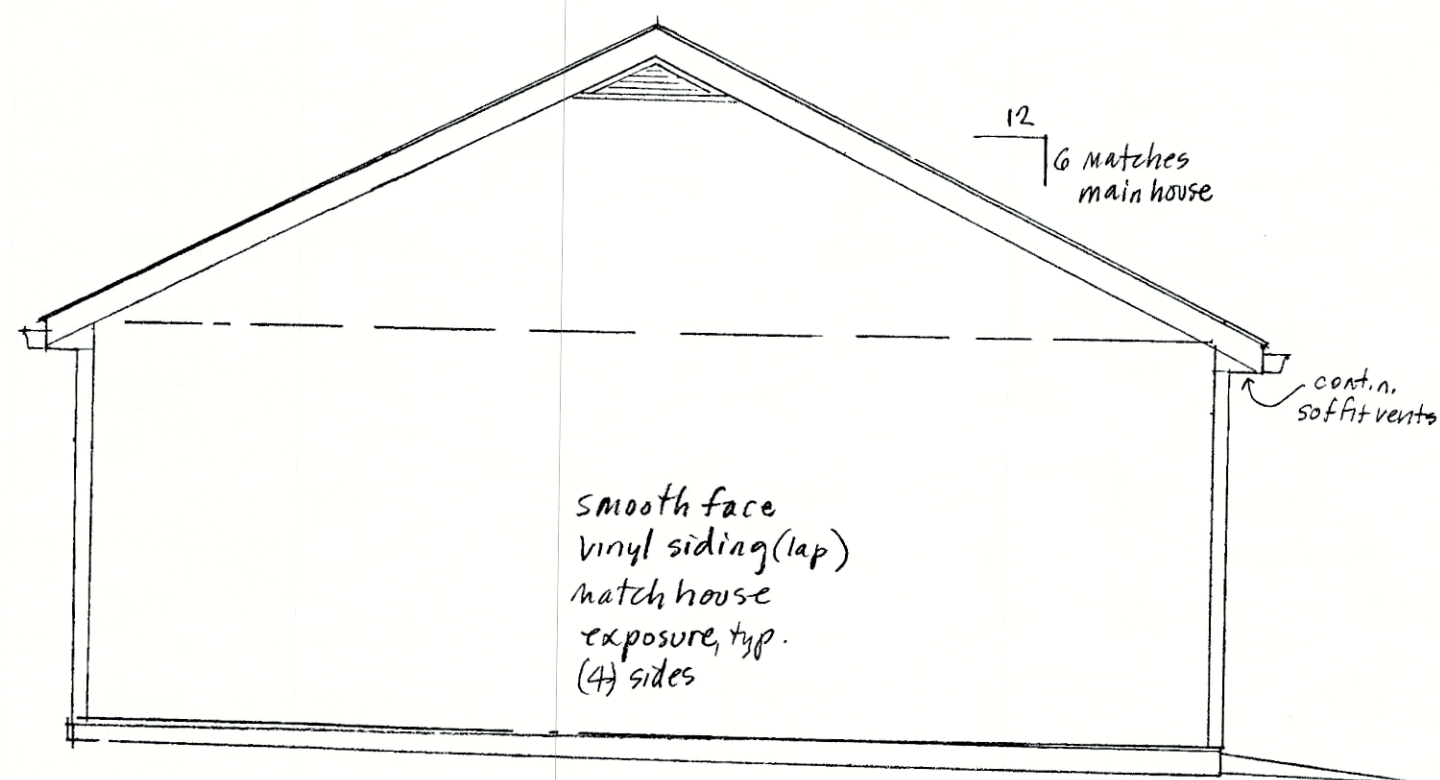 12
6 matches
main house
contin.
soffit vents
smooth face
vinyl siding (lap)
match house
exposure, typ.
(4) sides